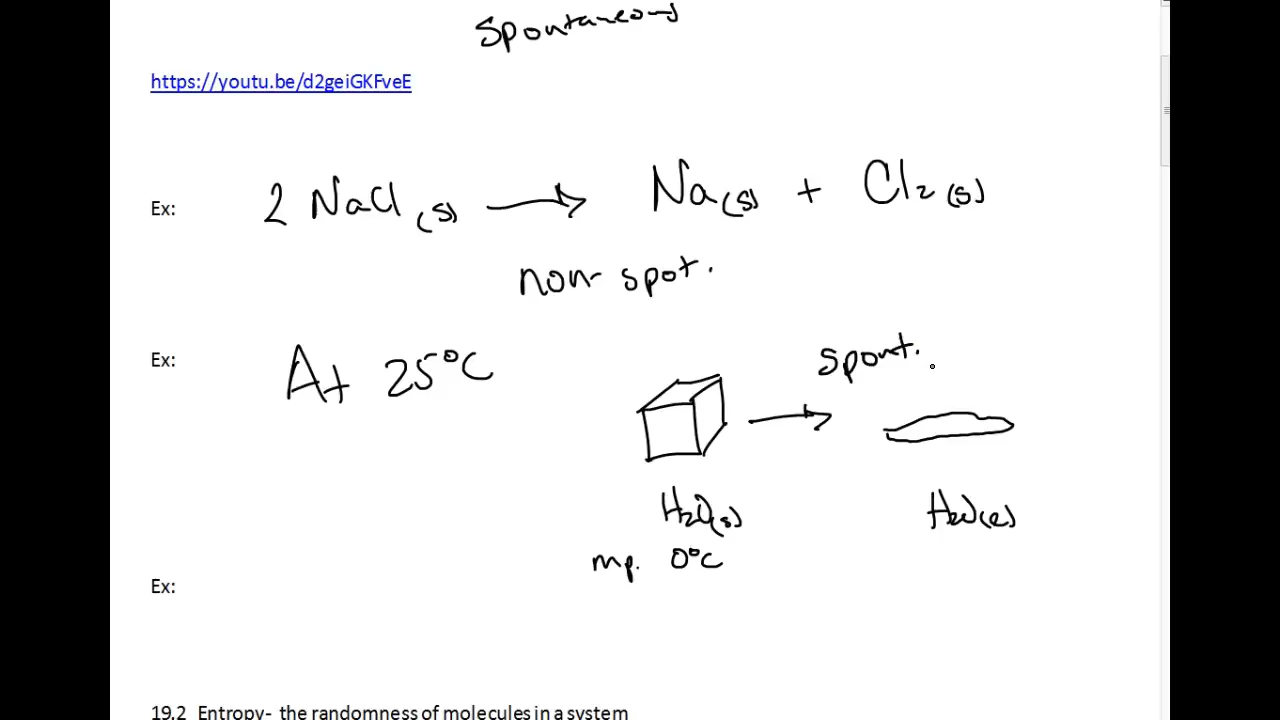 Spontaneous
https://youtu.be/d2geiGKFveE
Ex: 2 NaCl (s) → Na(s) + Cl2(s)
non-spot.
Ex: At 25°C
spont.
→
H2O(s) H2O(l)
mp. 0°C
Ex:
19.2 Entropy- the randomness of molecules in a system